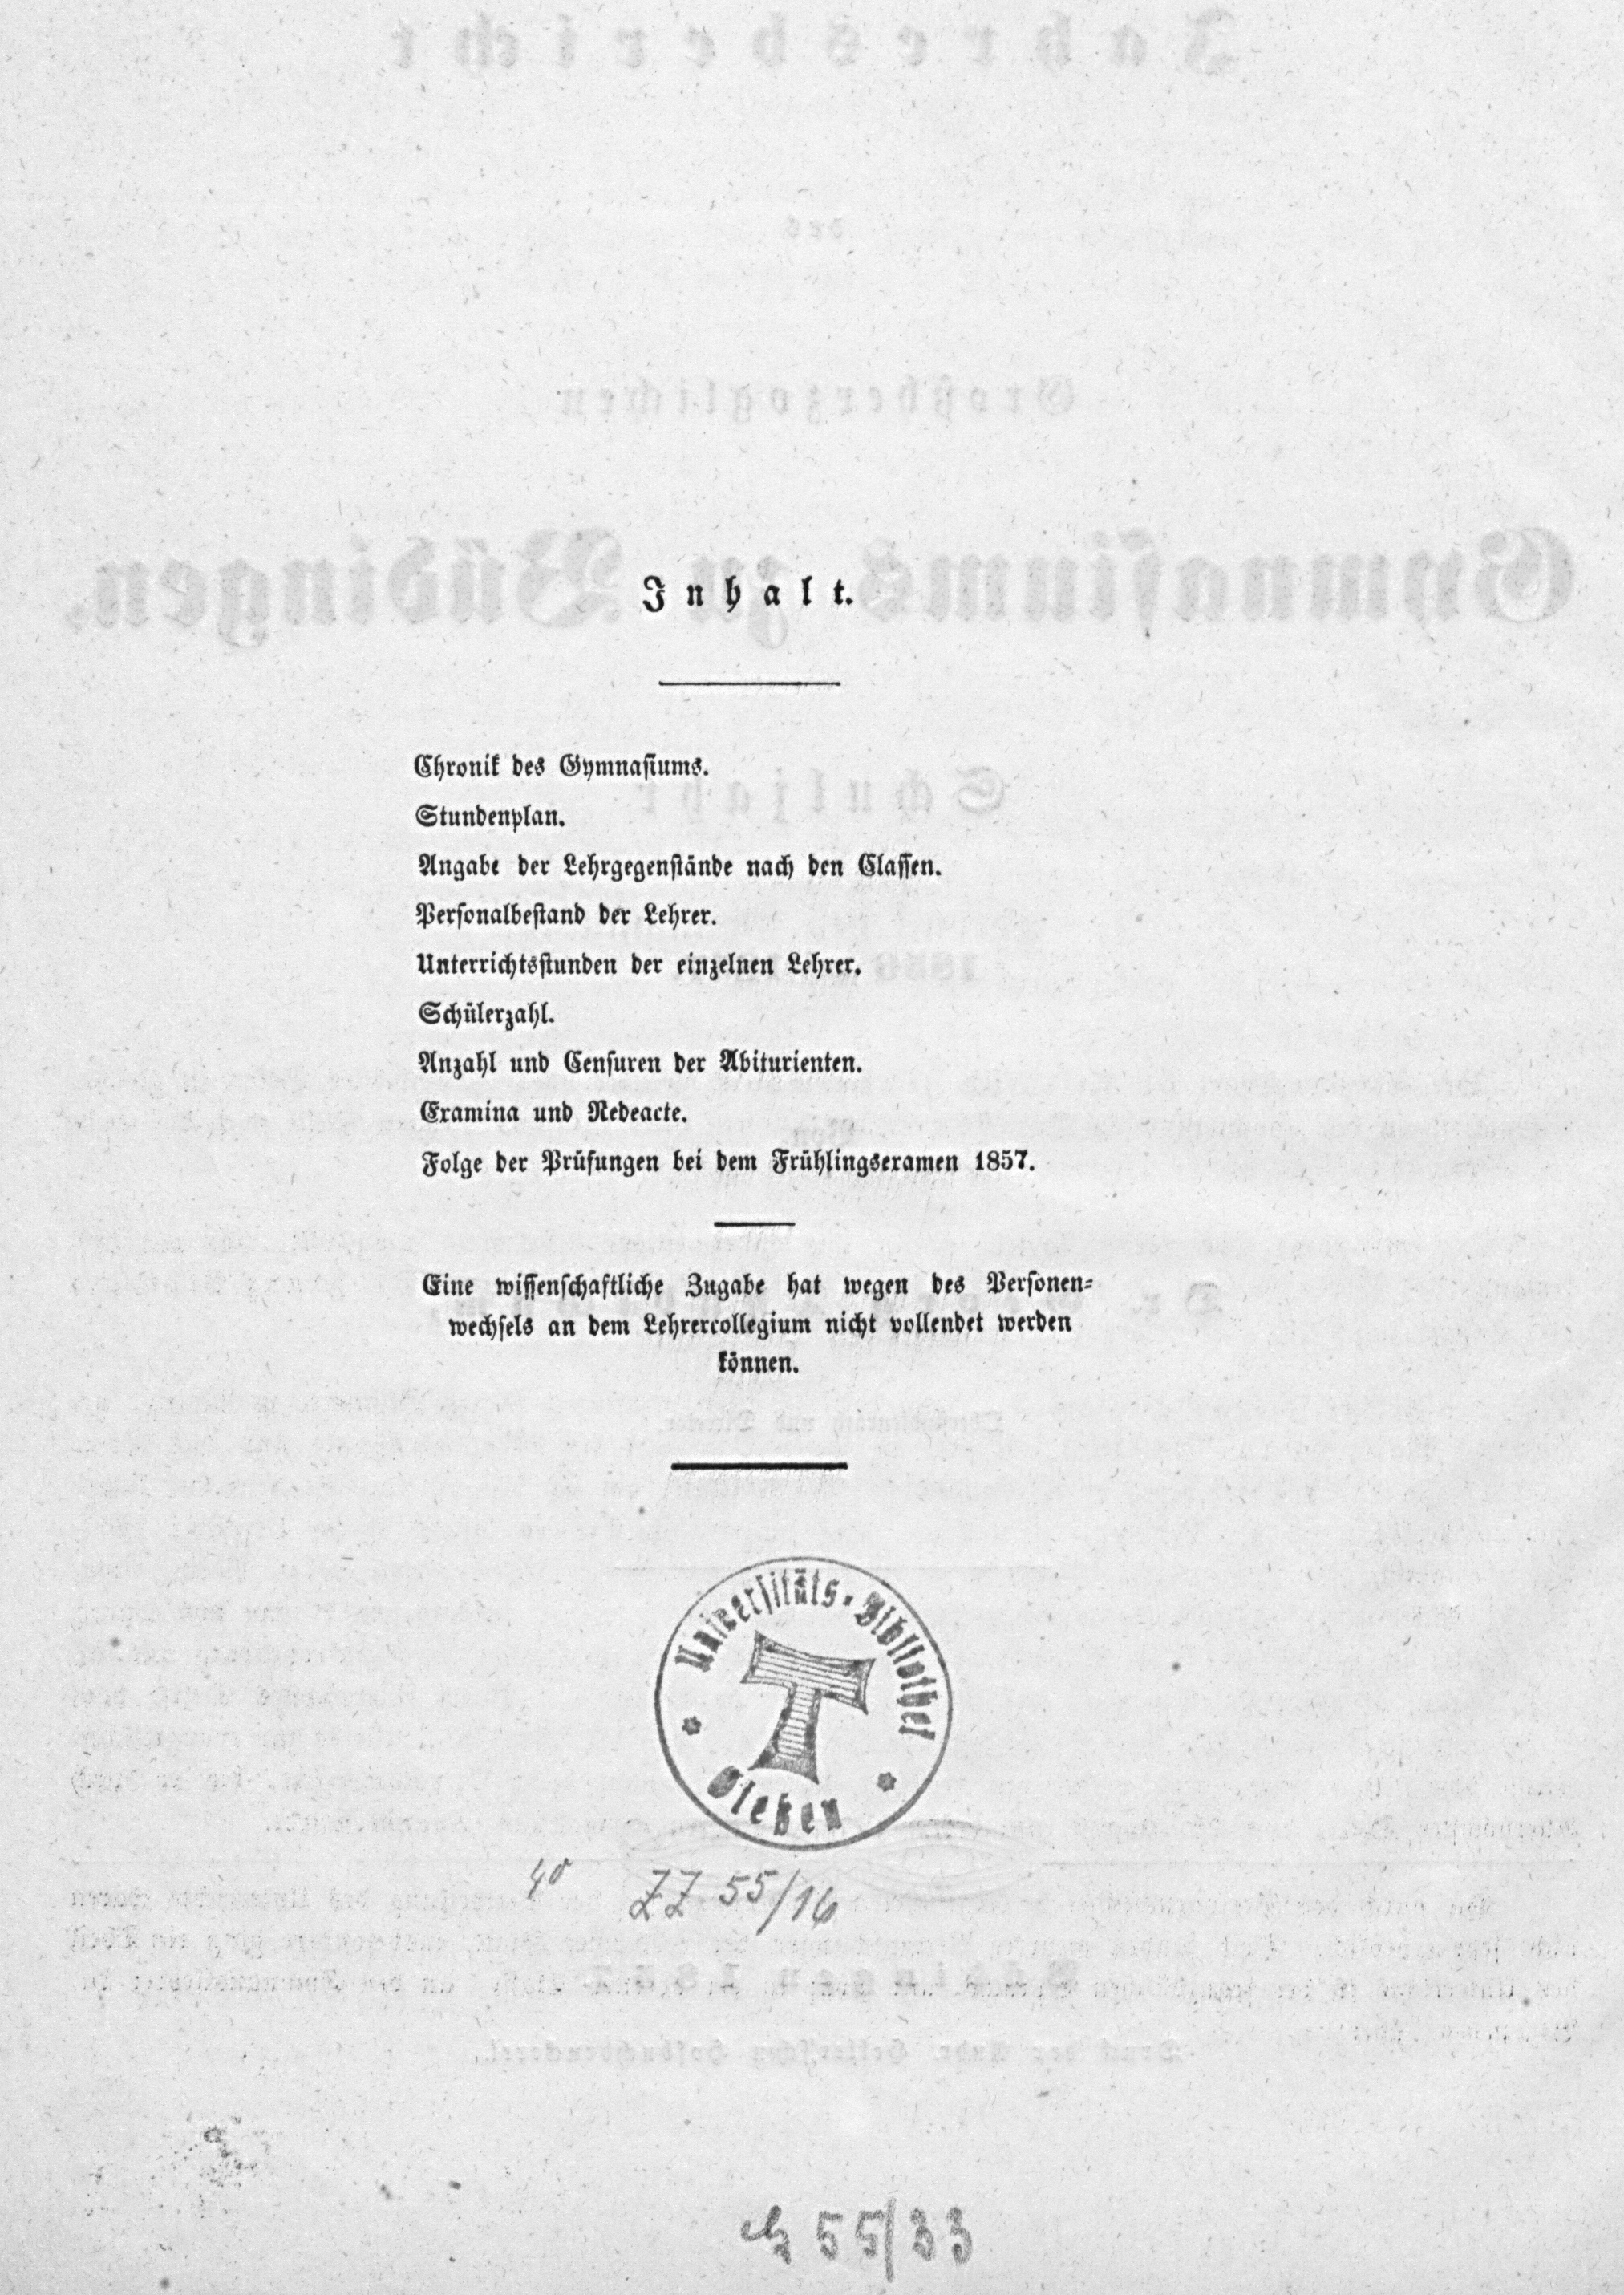 Inhalt.
Chronik des Gymnasiums.
Stundenplan.
Angabe der Lehrgegenstände nach den Classen.
Personalbestand der Lehrer.
Unterrichtsstunden der einzelnen Lehrer.
Schülerzahl.
Anzahl und Censuren der Abiturienten.
Examina und Redeacte.
Folge der Prüfungen bei dem Frühlingsexamen 1857.
Eine wissenschaftliche Zugabe hat wegen des Personen-
wechsels an dem Lehrercollegium nicht vollendet werden
können.
Universitäts-Bibliothek
Gießen
4° ZZ 55/16
55/33